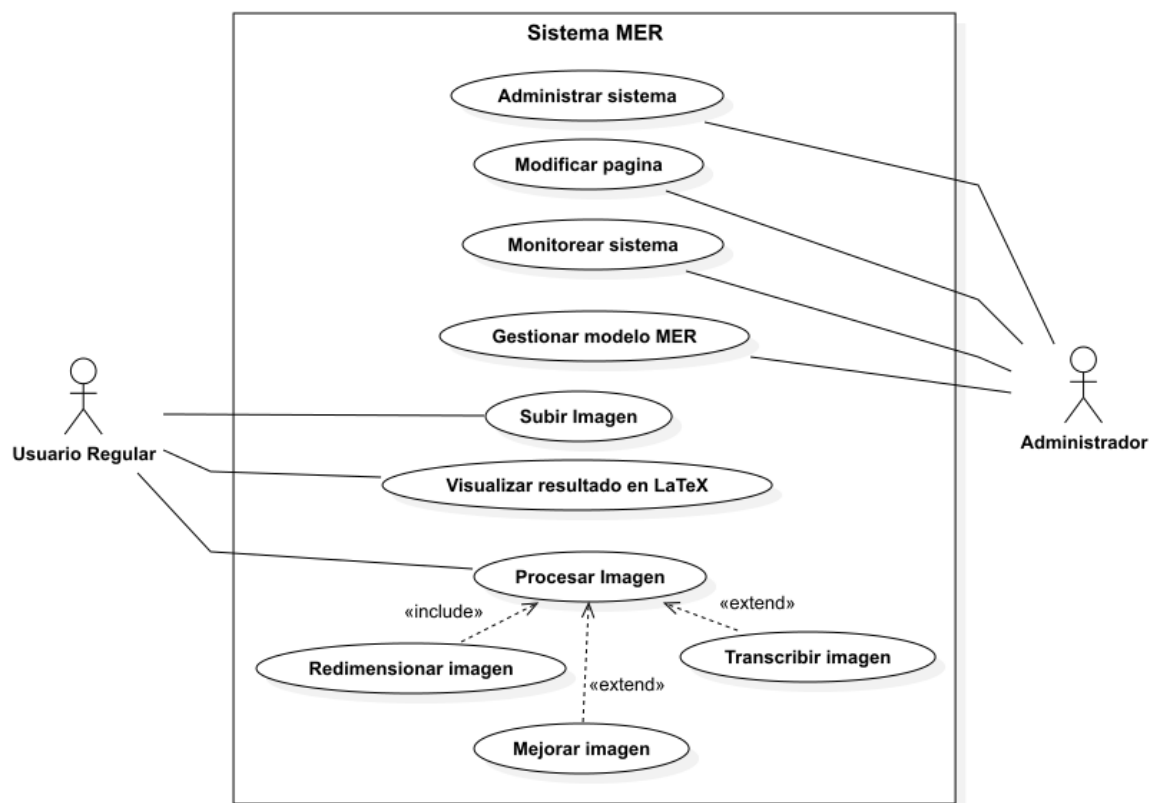 Sistema MER
Administrar sistema
Modificar pagina
Monitorear sistema
Gestionar modelo MER
Subir Imagen
Usuario Regular
Administrador
Visualizar resultado en LaTeX
Procesar Imagen
«include»
«extend»
Redimensionar imagen
Transcribir imagen
«extend»
Mejorar imagen